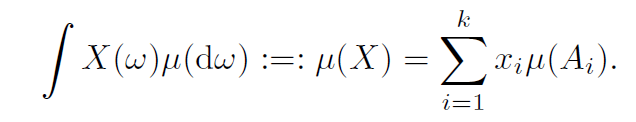 ∫ X(ω)μ(dω) :=: μ(X) = ∑_{i=1}^{k} x_i μ(A_i).